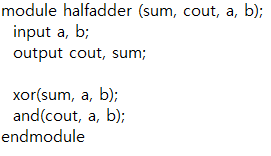 module halfadder (sum, cout, a, b);
input a, b;
output cout, sum;
xor(sum, a, b);
and(cout, a, b);
endmodule